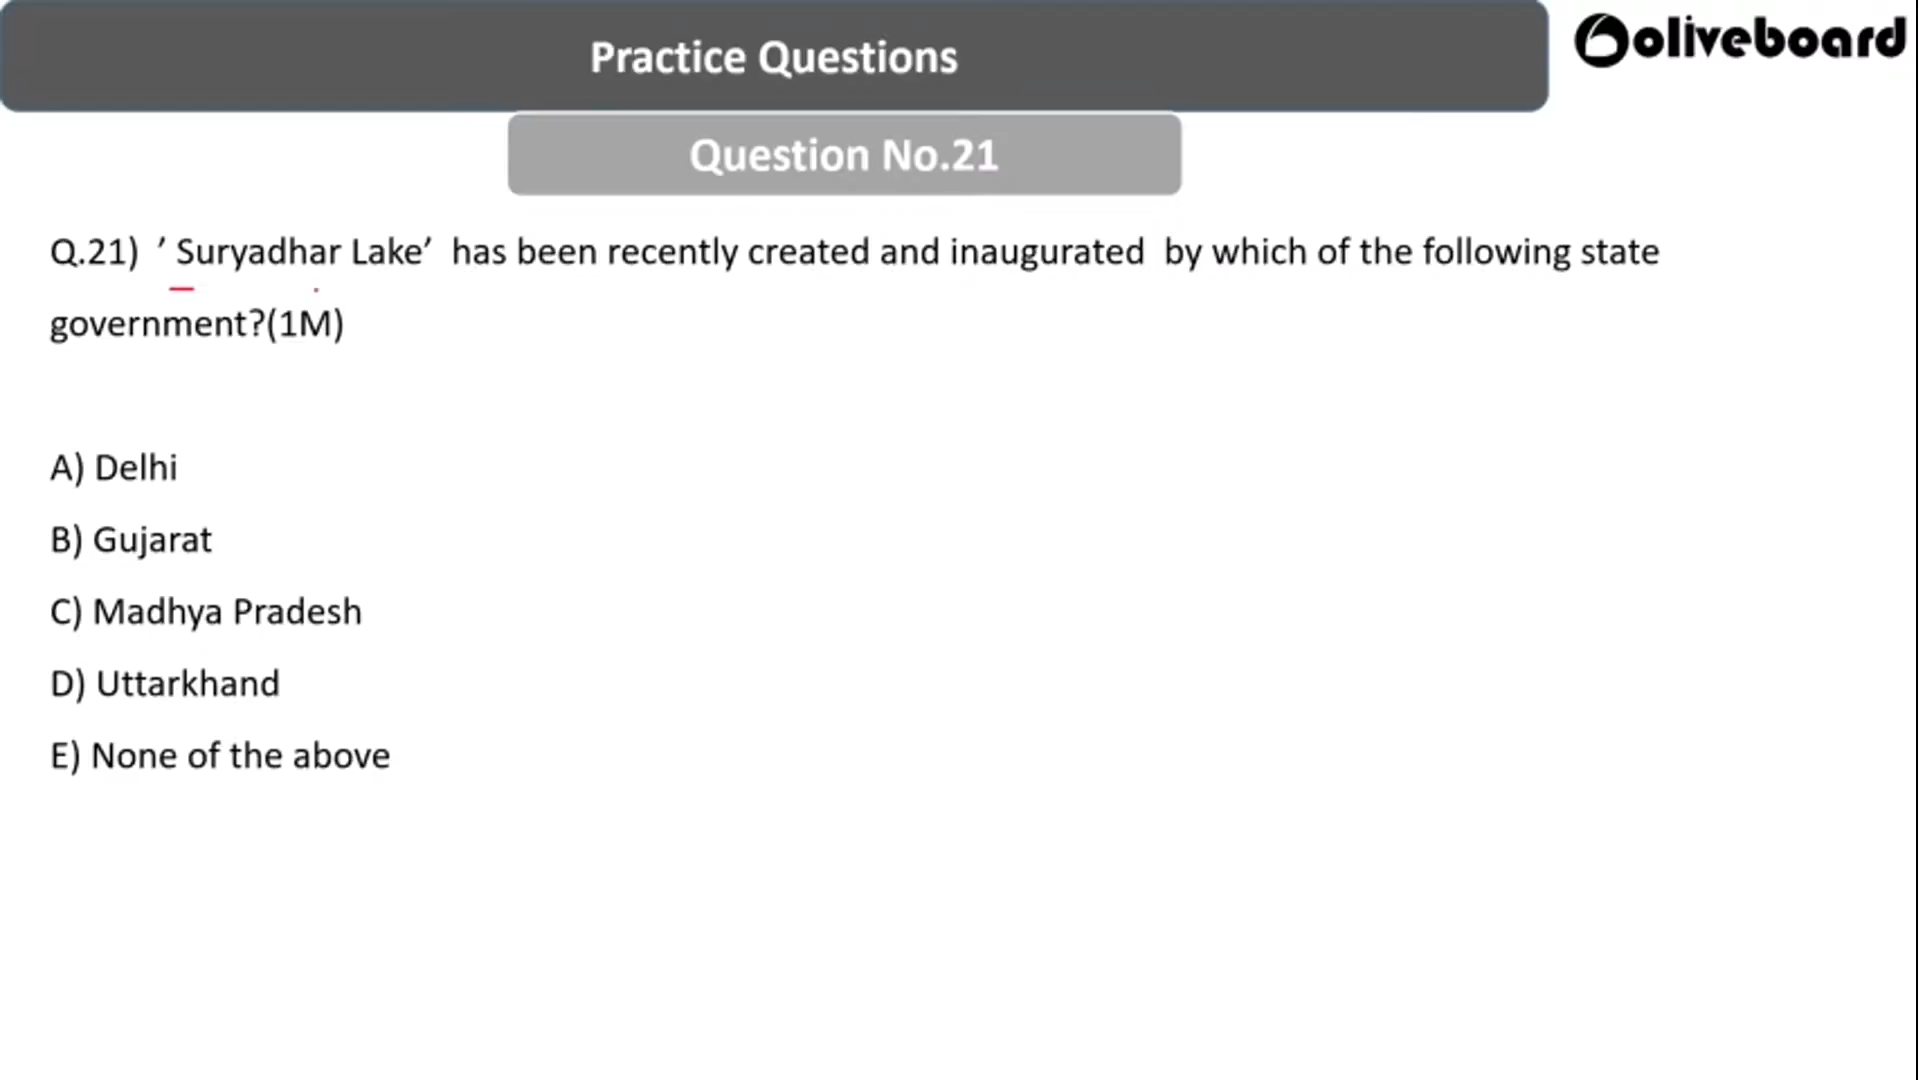 Practice Questions
oliveboard
Question No.21
Q.21) ’ Suryadhar Lake’ has been recently created and inaugurated by which of the following state
government?(1M)
A) Delhi
B) Gujarat
C) Madhya Pradesh
D) Uttarkhand
E) None of the above